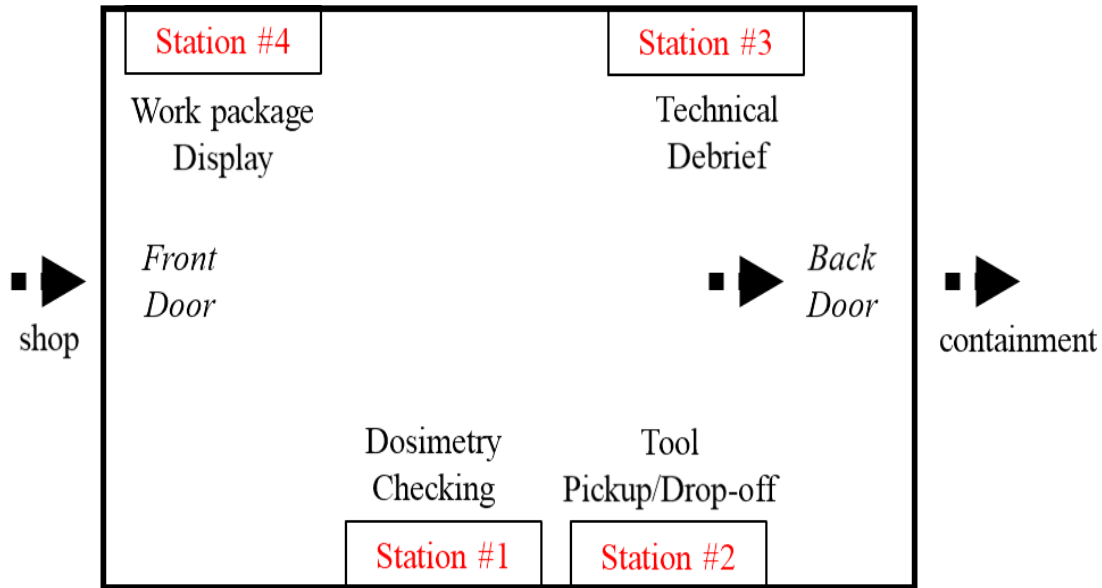 Station #4
Work package
Display
Station #3
Technical
Debrief
shop
Front
Door
Back
Door
containment
Dosimetry
Checking
Station #1
Tool
Pickup/Drop-off
Station #2